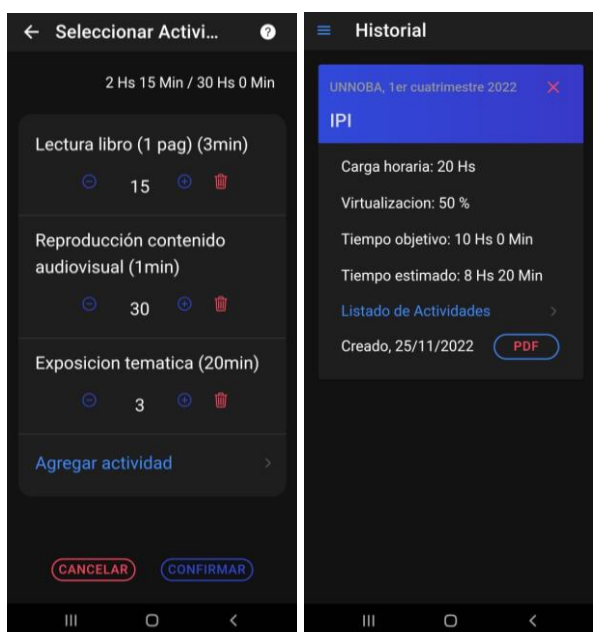 Seleccionar Activi...
?
2 Hs 15 Min / 30 Hs 0 Min
Lectura libro (1 pag) (3min)
15
Reproducción contenido
audiovisual (1min)
30
Exposicion tematica (20min)
3
Agregar actividad
CANCELAR CONFIRMAR
Historial
UNNOBA, 1er cuatrimestre 2022
IPI
Carga horaria: 20 Hs
Virtualizacion: 50 %
Tiempo objetivo: 10 Hs 0 Min
Tiempo estimado: 8 Hs 20 Min
Listado de Actividades
Creado, 25/11/2022 PDF